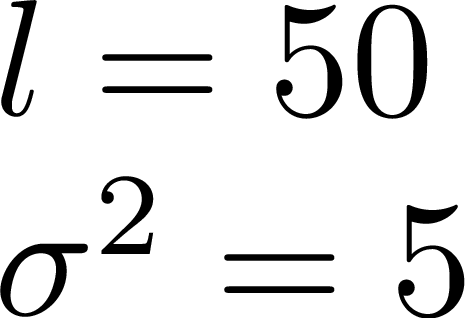 l = 50
σ² = 5